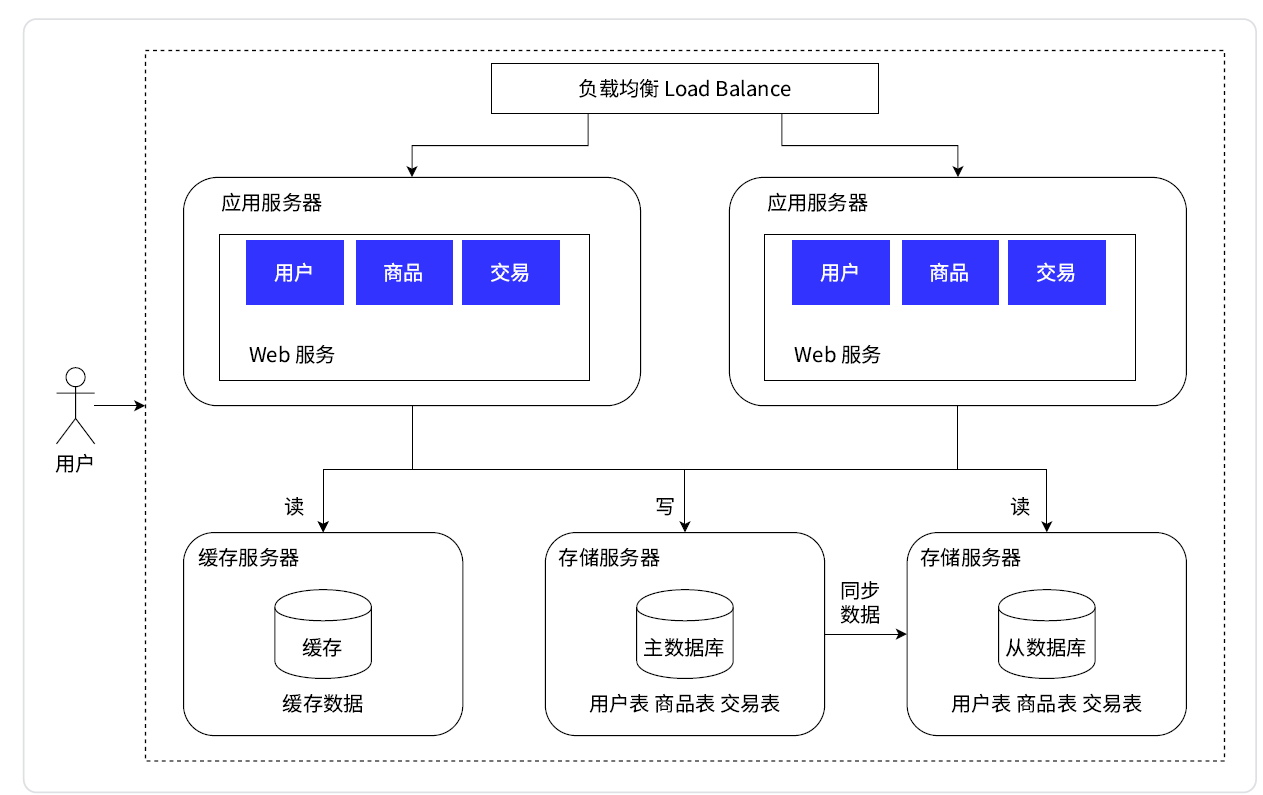 负载均衡 Load Balance
应用服务器
用户
商品
交易
Web 服务
应用服务器
用户
商品
交易
Web 服务
用户
读
写
读
缓存服务器
缓存
缓存数据
存储服务器
主数据库
用户表 商品表 交易表
同步
数据
存储服务器
从数据库
用户表 商品表 交易表